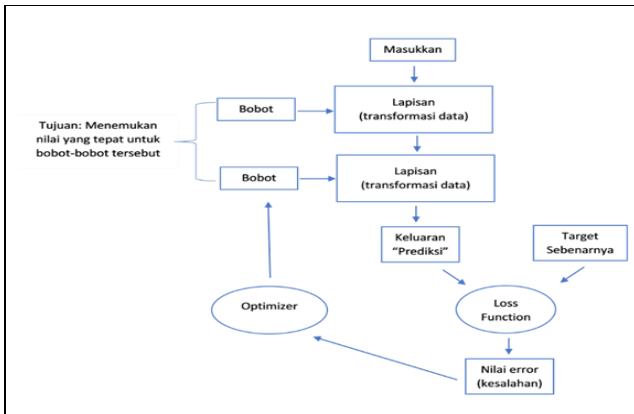 Masukkan
Bobot
Lapisan
(transformasi data)
Tujuan: Menemukan
nilai yang tepat untuk
bobot-bobot tersebut
Bobot
Lapisan
(transformasi data)
Keluaran
“Prediksi”
Target
Sebenarnya
Optimizer
Loss
Function
Nilai error
(kesalahan)